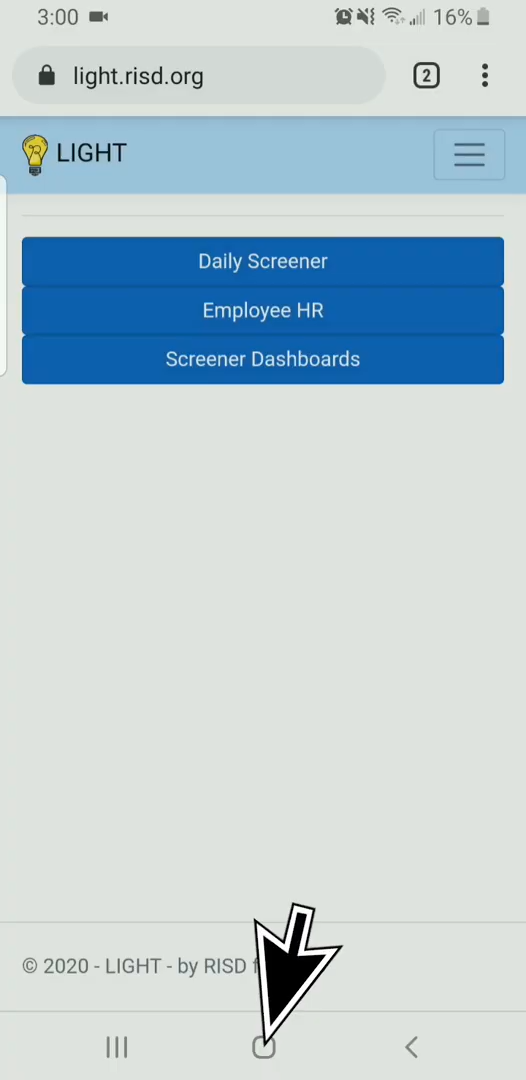 3:00 16%
light.risd.org 2
LIGHT
Daily Screener
Employee HR
Screener Dashboards
© 2020 - LIGHT - by RISD